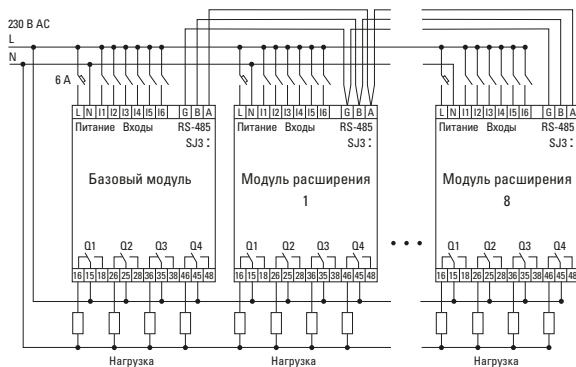 230 В AC
L
N
6 А
L N I1 I2 I3 I4 I5 I6 G B A
Питание Входы RS-485
SJ3
Базовый модуль
Q1 Q2 Q3 Q4
16 15 18 26 25 28 36 35 38 46 45 48
Нагрузка
L N I1 I2 I3 I4 I5 I6 G B A
Питание Входы RS-485
SJ3
Модуль расширения
1
Q1 Q2 Q3 Q4
16 15 18 26 25 28 36 35 38 46 45 48
Нагрузка
• • •
L N I1 I2 I3 I4 I5 I6 G B A
Питание Входы RS-485
SJ3
Модуль расширения
8
Q1 Q2 Q3 Q4
16 15 18 26 25 28 36 35 38 46 45 48
Нагрузка